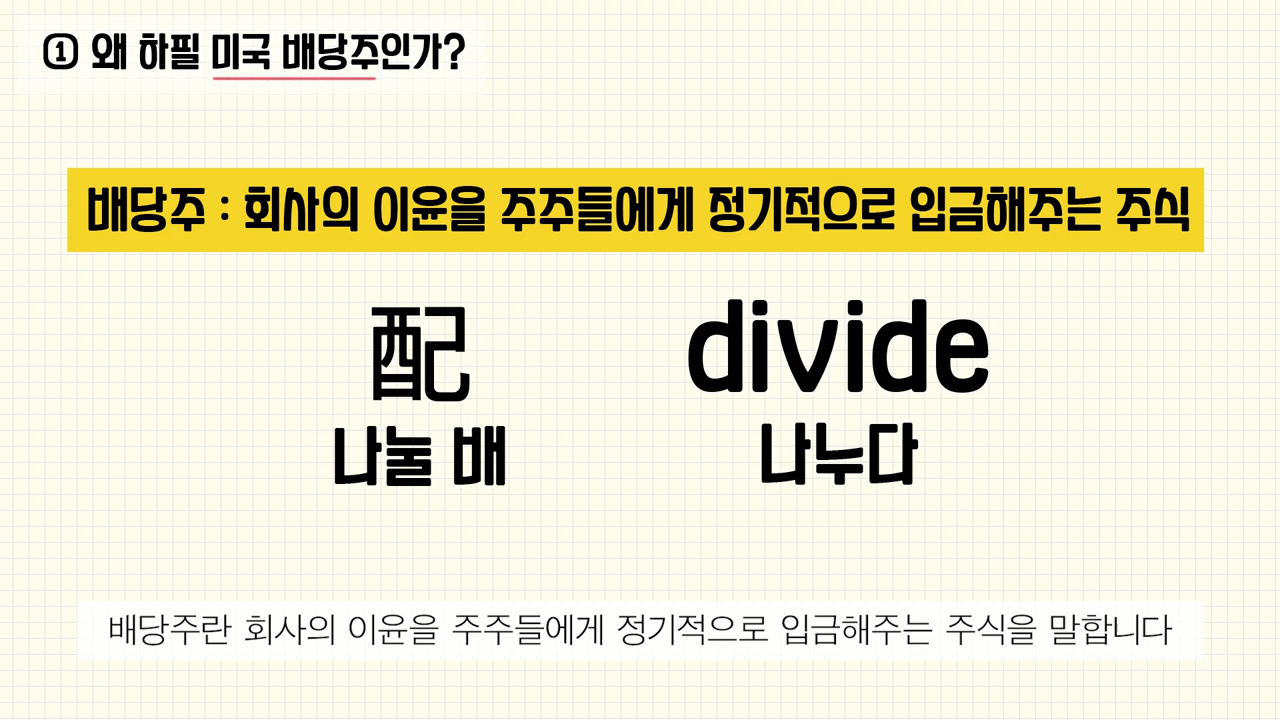 ① 왜 하필 미국 배당주인가?
배당주 : 회사의 이윤을 주주들에게 정기적으로 입금해주는 주식
配 divide
나눌 배 나누다
배당주란 회사의 이윤을 주주들에게 정기적으로 입금해주는 주식을 말합니다